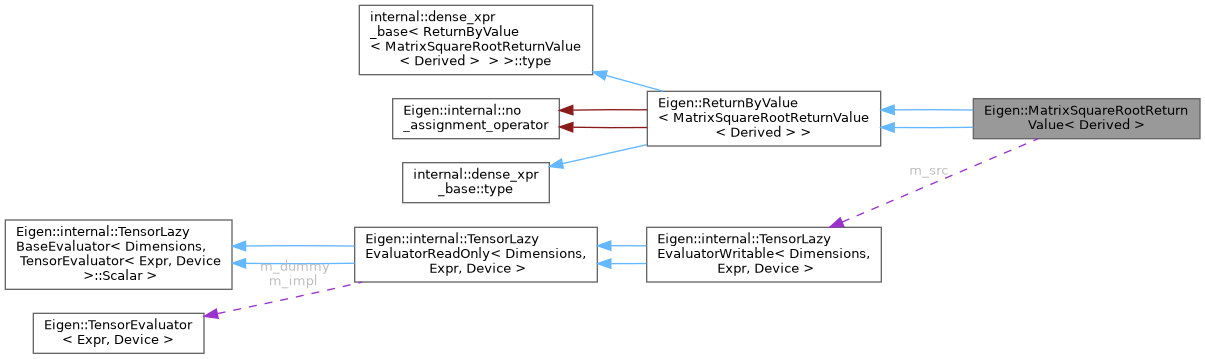 internal::dense_xpr
_base< ReturnByValue
< MatrixSquareRootReturnValue
< Derived >  > >::type
Eigen::internal::no
_assignment_operator
Eigen::ReturnByValue
< MatrixSquareRootReturnValue
< Derived > >
Eigen::MatrixSquareRootReturn
Value< Derived >
internal::dense_xpr
_base::type
m_src
Eigen::internal::TensorLazy
BaseEvaluator< Dimensions,
TensorEvaluator< Expr, Device
>::Scalar >
Eigen::internal::TensorLazy
EvaluatorReadOnly< Dimensions,
Expr, Device >
Eigen::internal::TensorLazy
EvaluatorWritable< Dimensions,
Expr, Device >
m_dummy
m_impl
Eigen::TensorEvaluator
< Expr, Device >